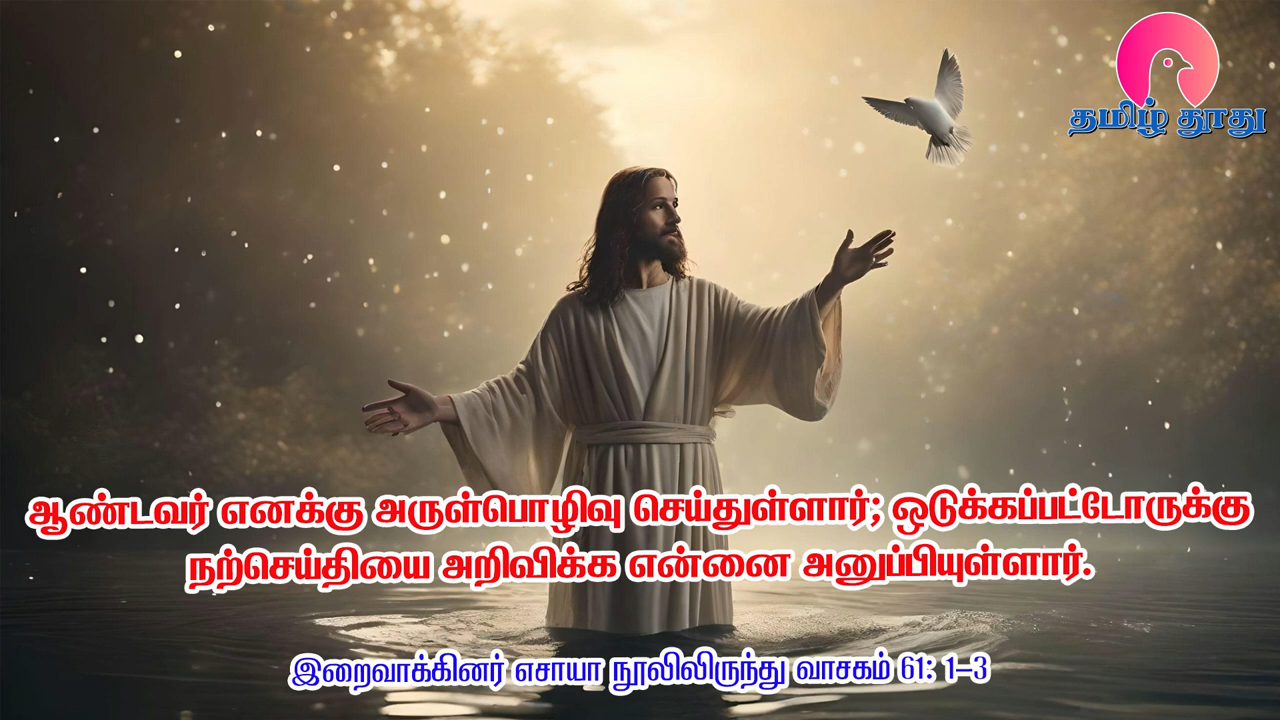 தமிழ் தூது
ஆண்டவர் எனக்கு அருள்பொழிவு செய்துள்ளார்; ஒடுக்கப்பட்டோருக்கு
நற்செய்தியை அறிவிக்க என்னை அனுப்பியுள்ளார்.
இறைவாக்கினர் எசாயா நூலிலிருந்து வாசகம் 61: 1-3